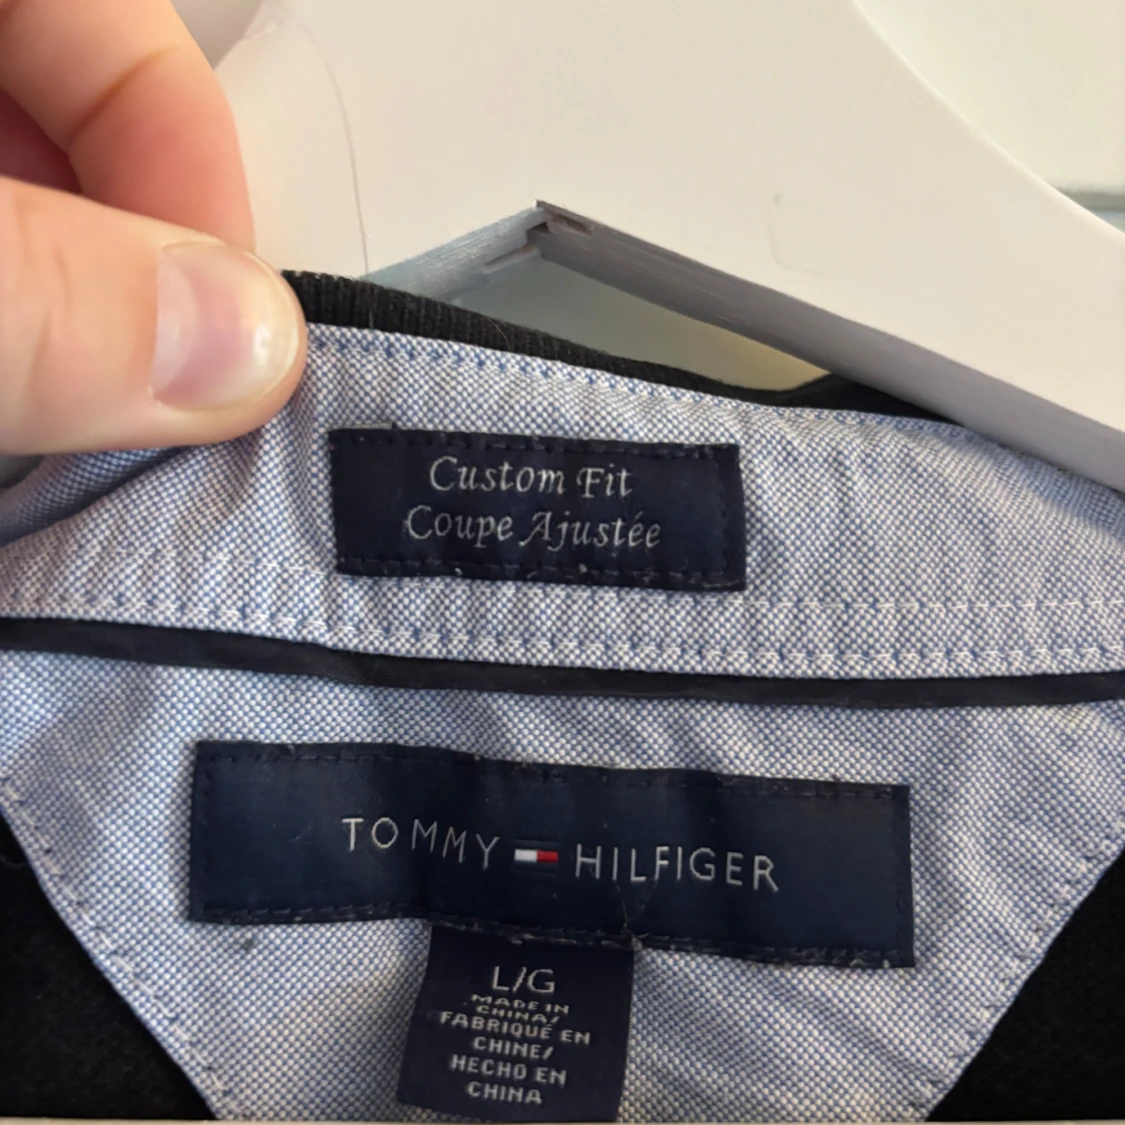 Custom Fit
Coupe Ajustée
TOMMY HILFIGER
L/G
MADE IN
CHINA/
FABRIQUÉ EN
CHINE/
HECHO EN
CHINA